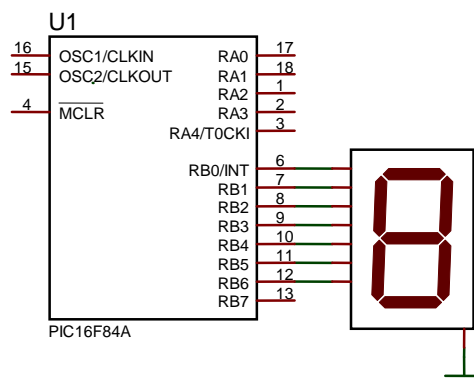 U1
16 OSC1/CLKIN RA0 17
15 OSC2/CLKOUT RA1 18
RA2 1
4 MCLR RA3 2
RA4/T0CKI 3
RB0/INT 6
RB1 7
RB2 8
RB3 9
RB4 10
RB5 11
RB6 12
RB7 13
PIC16F84A